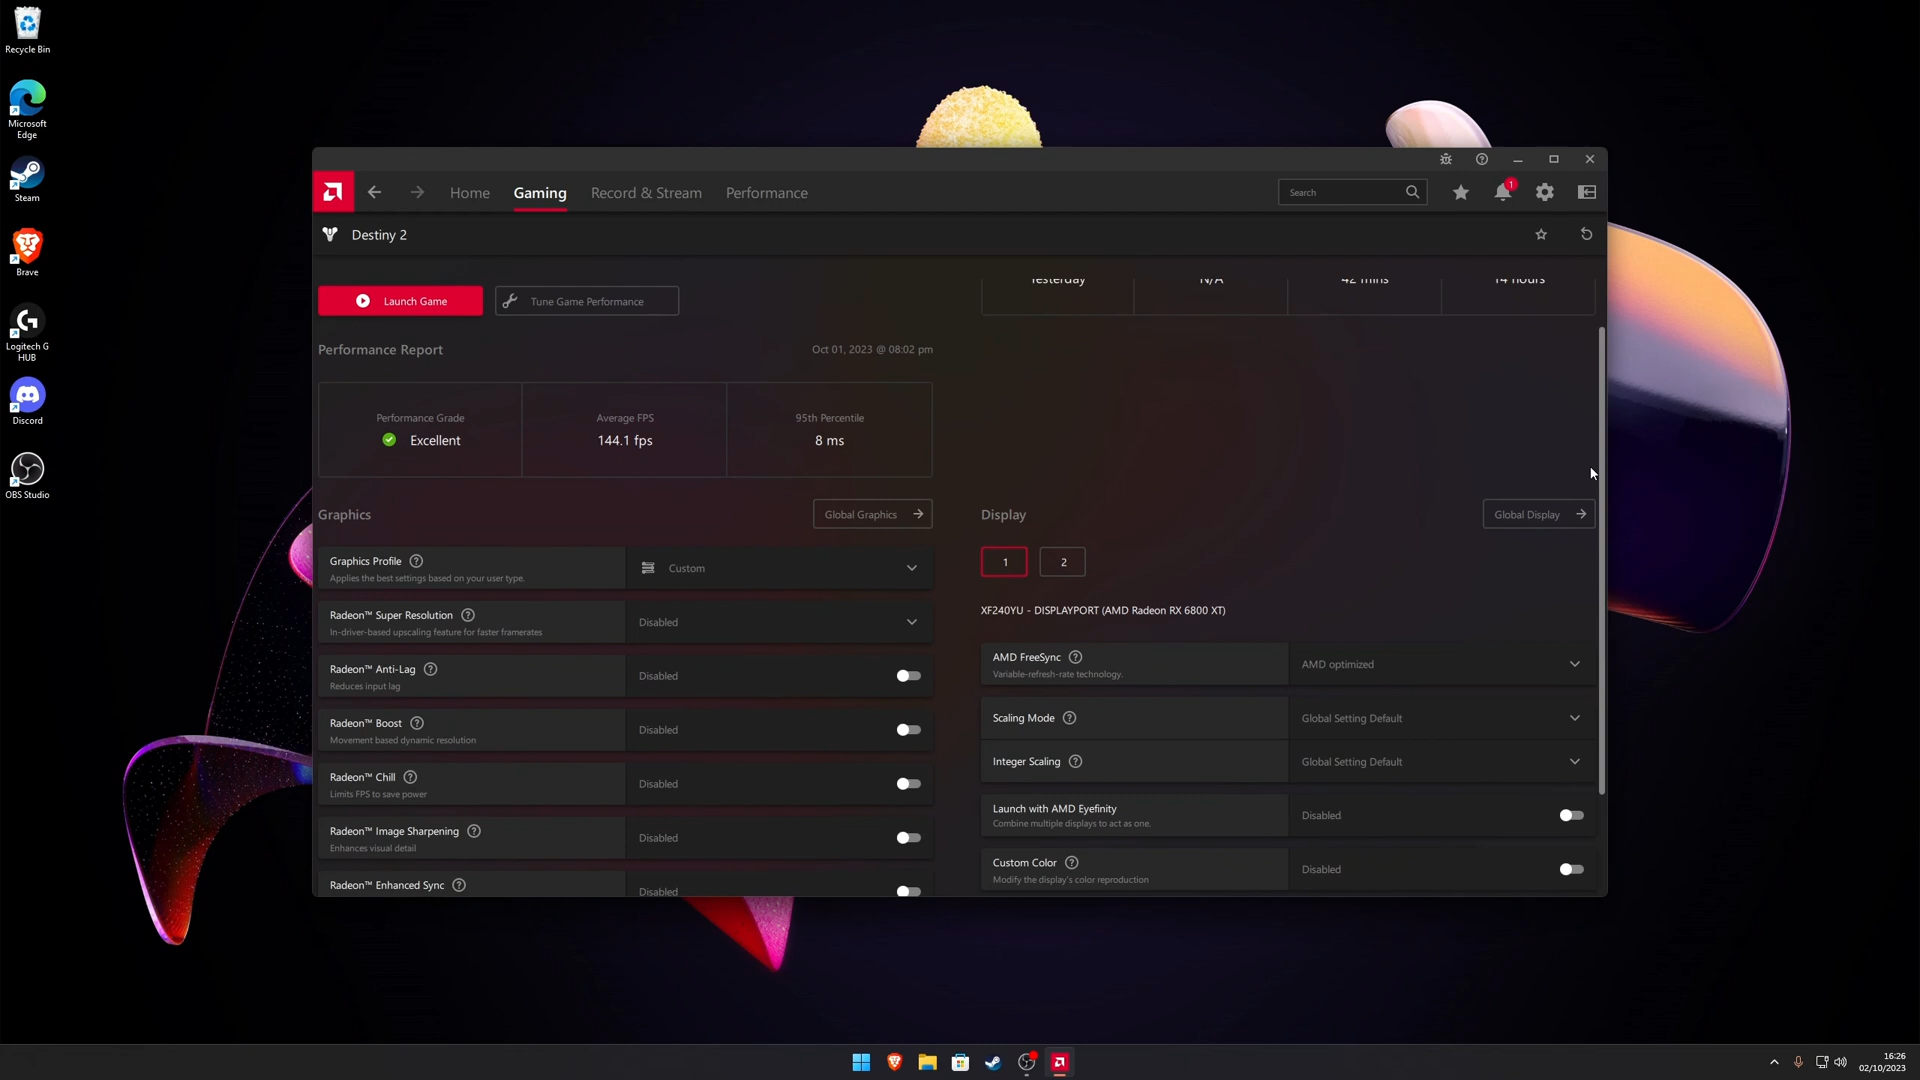 Recycle Bin
Microsoft
Edge
Steam
Brave
Logitech G
HUB
Discord
OBS Studio
Home
Gaming
Record & Stream
Performance
Search
1
Destiny 2
Launch Game
Tune Game Performance
Yesterday
N/A
42 mins
14 hours
Performance Report
Oct 01, 2023 @ 08:02 pm
Performance Grade
Excellent
Average FPS
144.1 fps
95th Percentile
8 ms
Graphics
Global Graphics
Graphics Profile
Applies the best settings based on your user type.
Custom
Radeon™ Super Resolution
In-driver-based upscaling feature for faster framerates
Disabled
Radeon™ Anti-Lag
Reduces input lag
Disabled
Radeon™ Boost
Movement based dynamic resolution
Disabled
Radeon™ Chill
Limits FPS to save power
Disabled
Radeon™ Image Sharpening
Enhances visual detail
Disabled
Radeon™ Enhanced Sync
Disabled
Display
Global Display
1
2
XF240YU - DISPLAYPORT (AMD Radeon RX 6800 XT)
AMD FreeSync
Variable-refresh-rate technology.
AMD optimized
Scaling Mode
Global Setting Default
Integer Scaling
Global Setting Default
Launch with AMD Eyefinity
Combine multiple displays to act as one.
Disabled
Custom Color
Modify the display's color reproduction
Disabled
16:26
02/10/2023